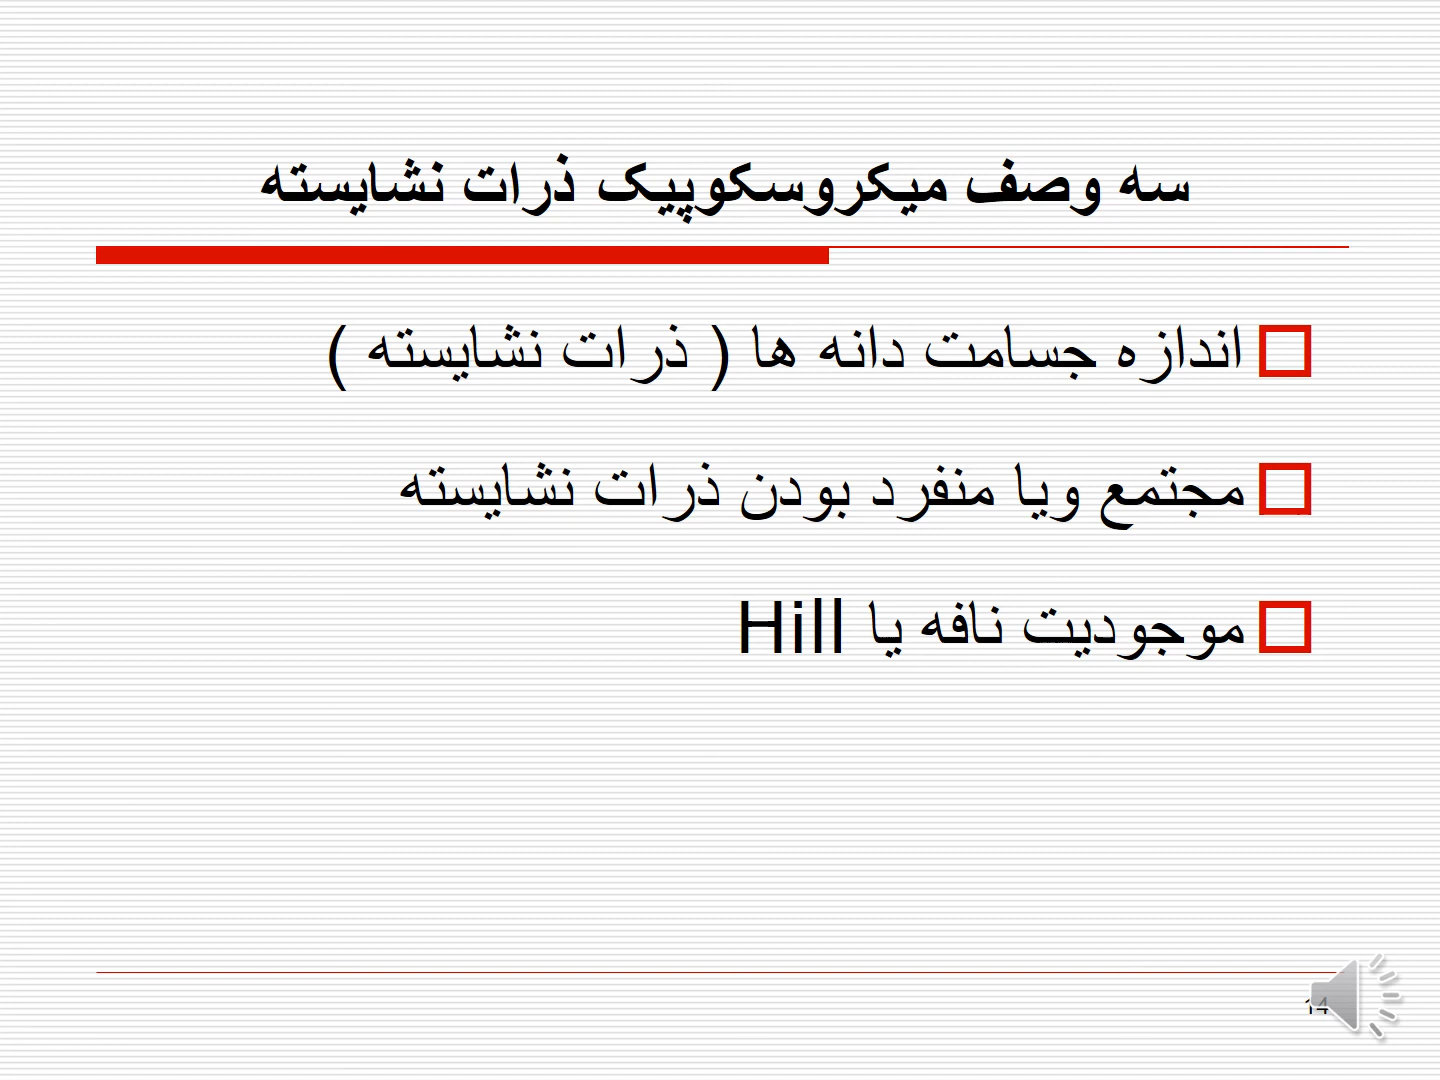 سه وصف میکروسکوپیک ذرات نشایسته
اندازه جسامت دانه ها ( ذرات نشایسته )
مجتمع ویا منفرد بودن ذرات نشایسته
موجودیت نافه یا Hill
14